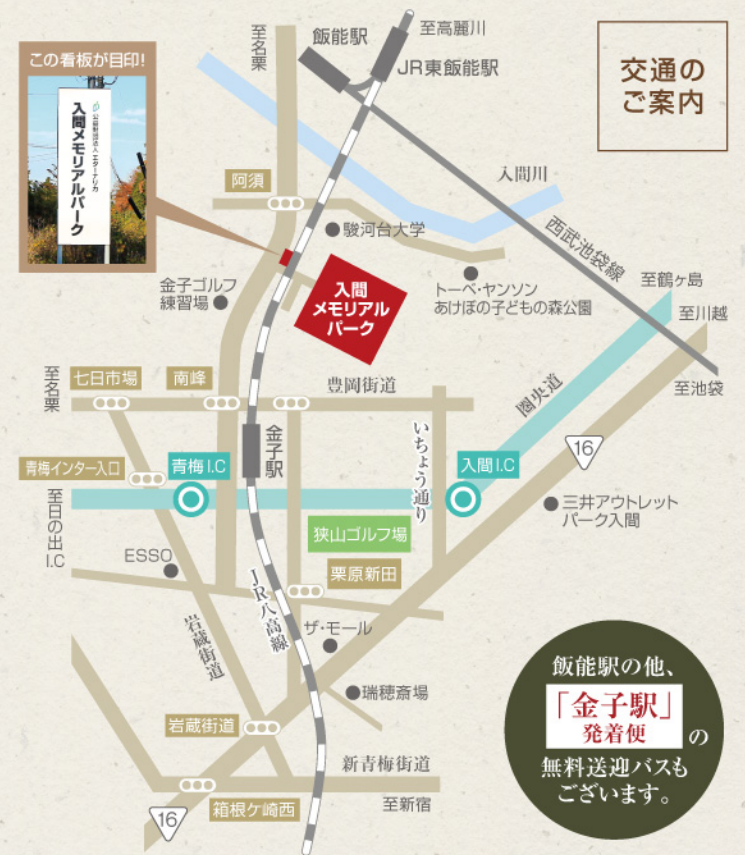 交通の
ご案内
この看板が目印!
公益財団法人 エターナリカ
入間メモリアルパーク
至名栗
飯能駅
至高麗川
JR東飯能駅
阿須
入間川
駿河台大学
西武池袋線
金子ゴルフ
練習場
入間
メモリアル
パーク
トーベ・ヤンソン
あけぼの子どもの森公園
至鶴ヶ島
至川越
至池袋
至名栗
七日市場
南峰
豊岡街道
圏央道
金子駅
いちょう通り
16
青梅インター入口
青梅I.C
入間I.C
至日の出I.C
三井アウトレット
パーク入間
狭山ゴルフ場
ESSO
栗原新田
JR八高線
岩蔵街道
ザ・モール
瑞穂斎場
岩蔵街道
新青梅街道
至新宿
箱根ケ崎西
16
飯能駅の他、
「金子駅」
発着便
の
無料送迎バスも
ございます。